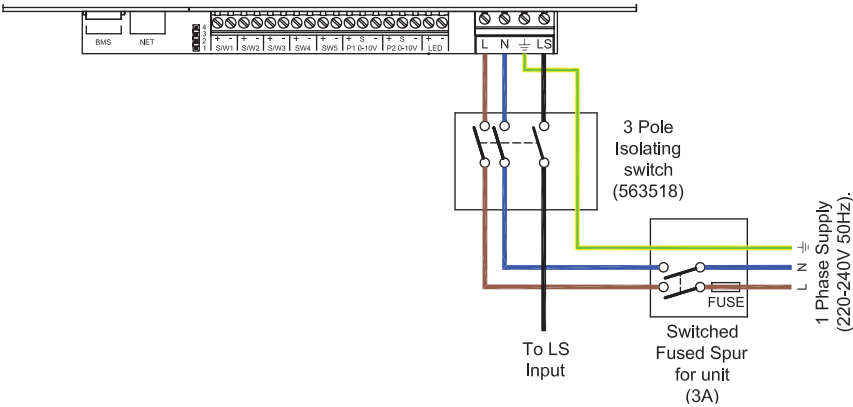 BMS
NET
4
3
2
1
+ - + - + - + - + - + S - + S - + -
S/W1 S/W2 S/W3 SW4 SW5 P1 0-10V P2 0-10V LED
L N LS
3 Pole
Isolating
switch
(563518)
1 Phase Supply
(220-240V 50Hz).
N
L
FUSE
Switched
Fused Spur
for unit
(3A)
To LS
Input